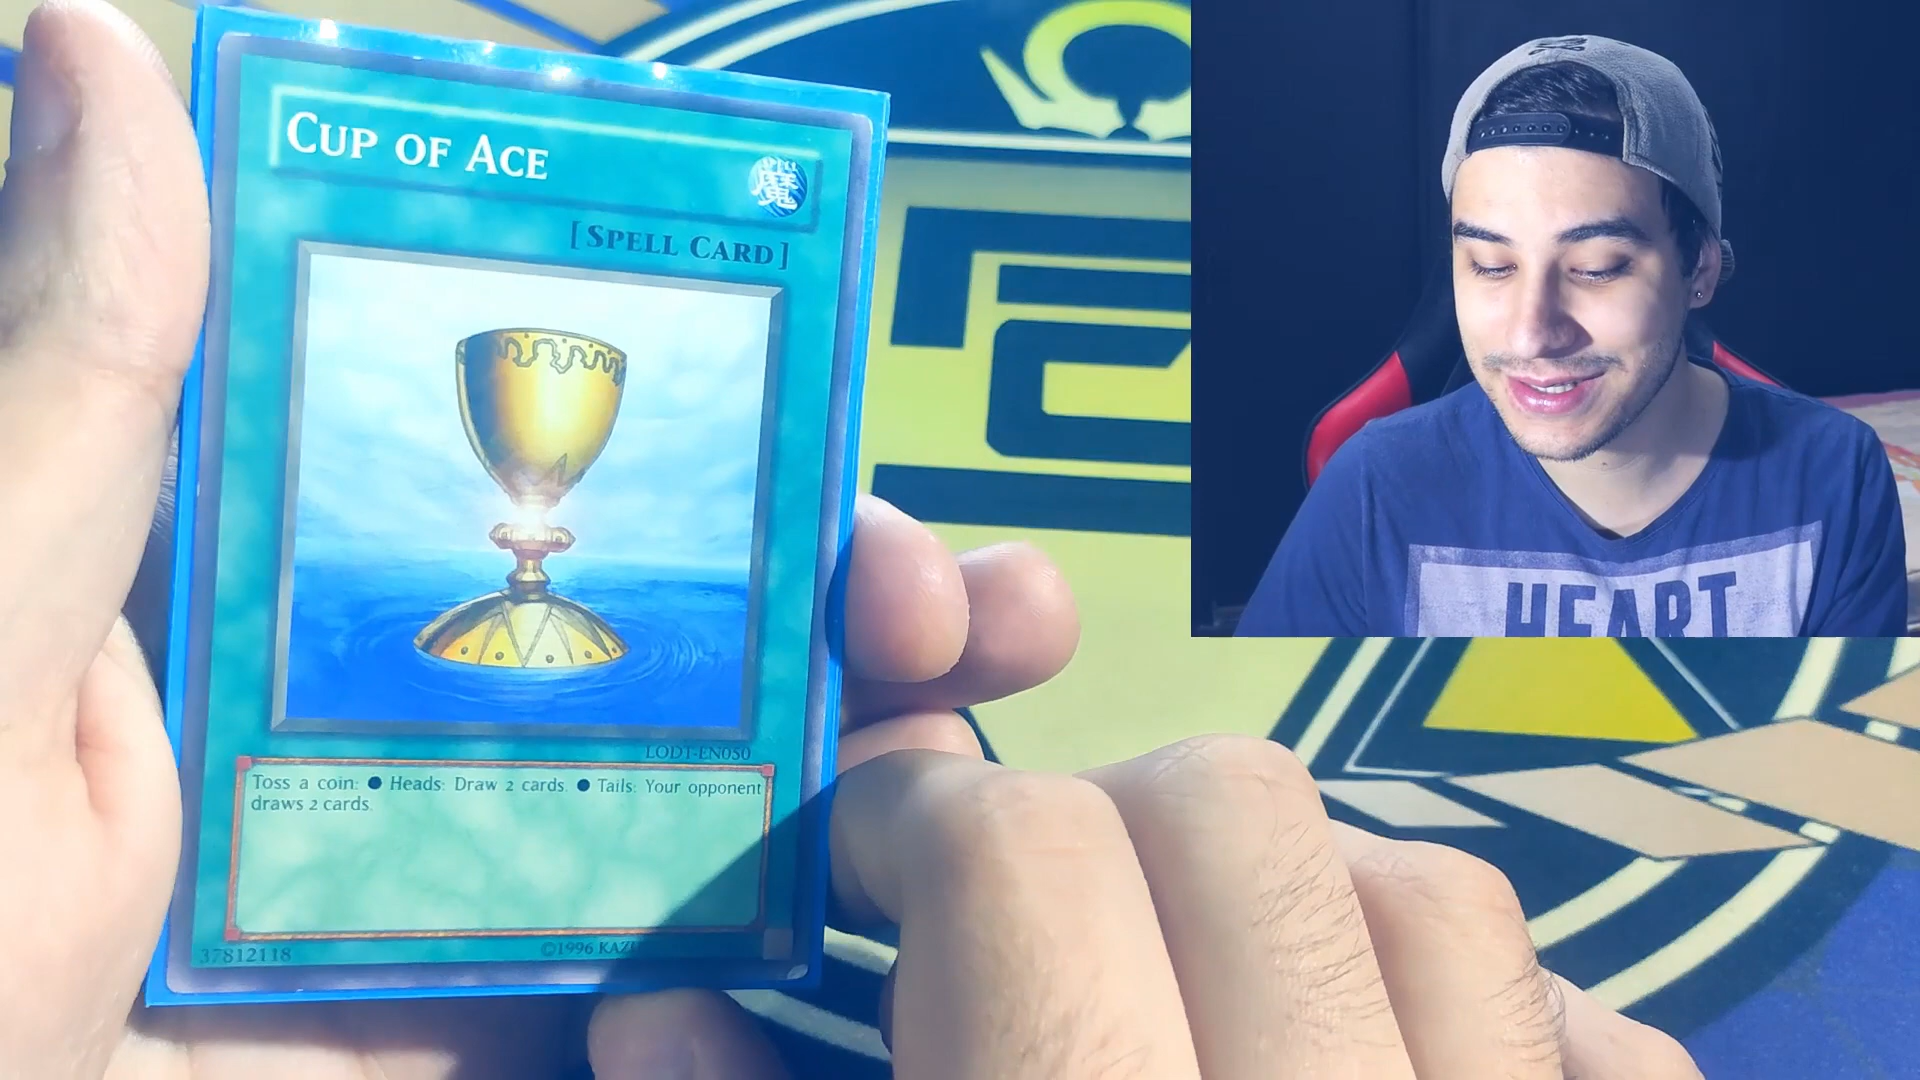 CUP OF ACE
魔
[SPELL CARD]
LODT-EN050
Toss a coin: ● Heads: Draw 2 cards. ● Tails: Your opponent
draws 2 cards.
37812118
©1996
HEART